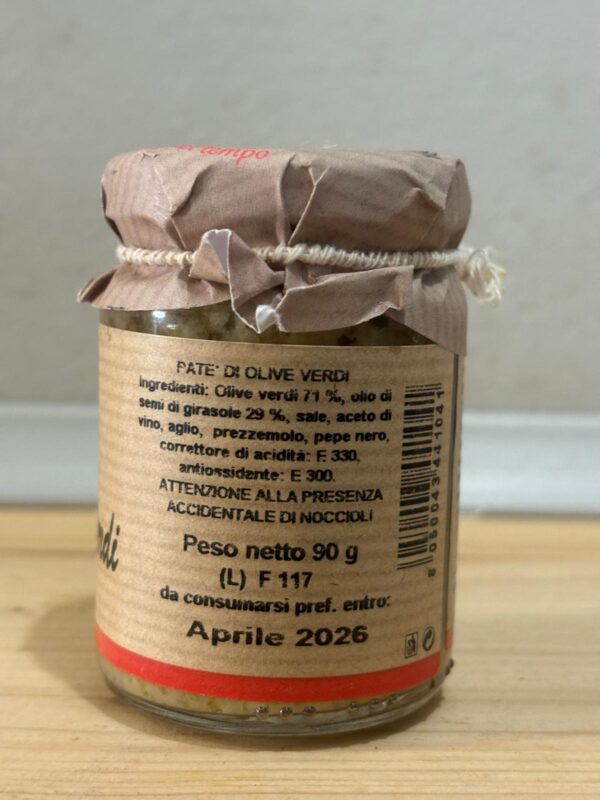 tempo
PATE' DI OLIVE VERDI
Ingredienti: Olive verdi 71 %, olio di
semi di girasole 29 %, sale, aceto di
vino, aglio, prezzemolo, pepe nero,
correttore di acidità: E 330,
antiossidante: E 300.
ATTENZIONE ALLA PRESENZA
ACCIDENTALE DI NOCCIOLI
Peso netto 90 g
(L) F 117
da consumarsi pref. entro:
Aprile 2026
8 050043 441041